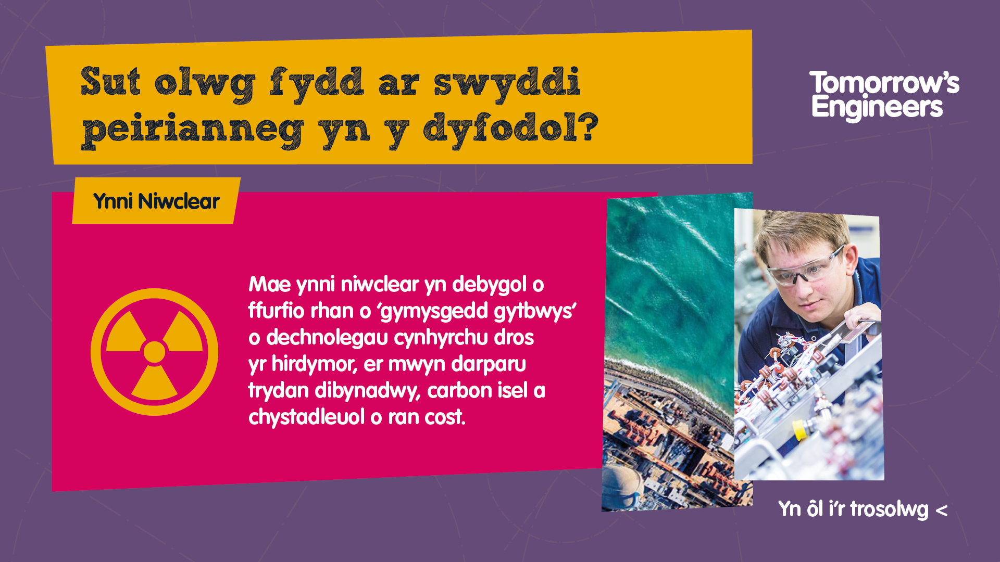 Sut olwg fydd ar swyddi
peirianneg yn y dyfodol?
Tomorrow's
Engineers
Ynni Niwclear
Mae ynni niwclear yn debygol o
ffurfio rhan o ‘gymysgedd gytbwys’
o dechnolegau cynhyrchu dros
yr hirdymor, er mwyn darparu
trydan dibynadwy, carbon isel a
chystadleuol o ran cost.
Yn ôl i’r trosolwg <